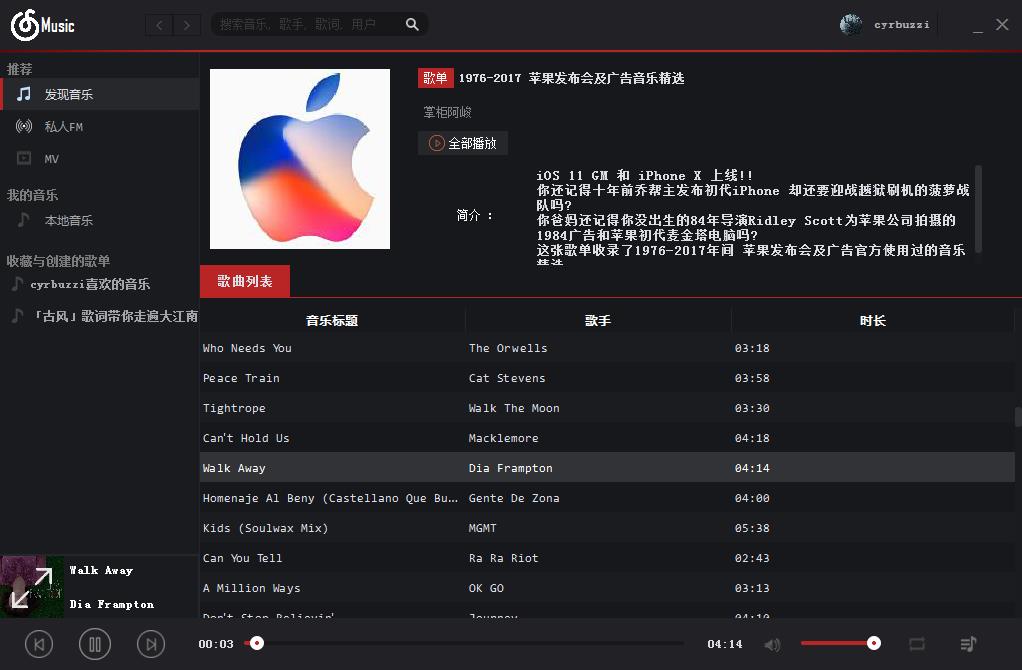 Music
搜索音乐, 歌手, 歌词, 用户
cyrbuzzi
推荐
发现音乐
私人FM
MV
我的音乐
本地音乐
收藏与创建的歌单
cyrbuzzi喜欢的音乐
「古风」歌词带你走遍大江南
歌单 1976-2017 苹果发布会及广告音乐精选
掌柜阿峻
全部播放
简介 :
iOS 11 GM 和 iPhone X 上线!!
你还记得十年前乔帮主发布初代iPhone 却还要迎战越狱刷机的菠萝战
队吗?
你爸妈还记得你没出生的84年导演Ridley Scott为苹果公司拍摄的
1984广告和苹果初代麦金塔电脑吗?
这张歌单收录了1976-2017年间 苹果发布会及广告官方使用过的音乐
精选
歌曲列表
音乐标题 歌手 时长
Who Needs You The Orwells 03:18
Peace Train Cat Stevens 03:58
Tightrope Walk The Moon 03:30
Can't Hold Us Macklemore 04:18
Walk Away Dia Frampton 04:14
Homenaje Al Beny (Castellano Que Bu... Gente De Zona 04:00
Kids (Soulwax Mix) MGMT 05:38
Can You Tell Ra Ra Riot 02:43
A Million Ways OK GO 03:13
Don't Stop Believin' Journey 04:10
Walk Away
Dia Frampton
00:03 04:14